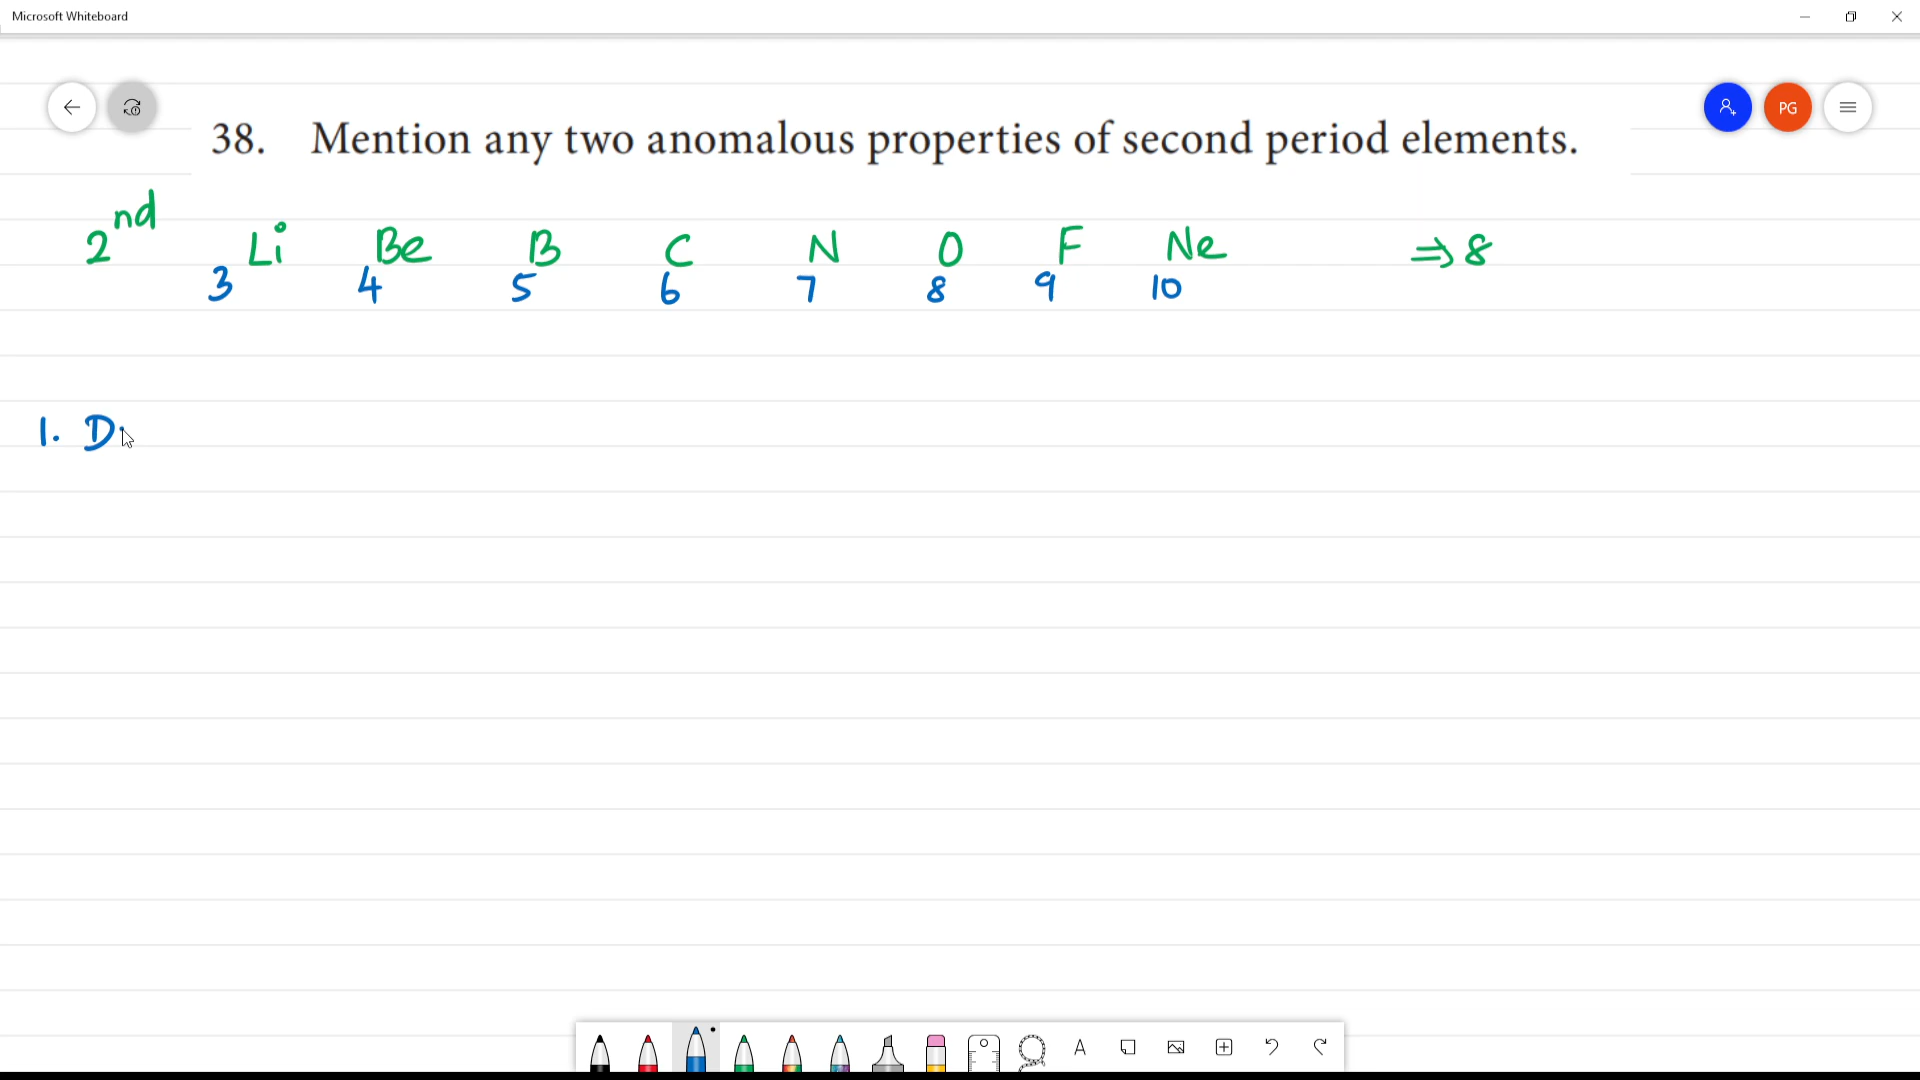 Microsoft Whiteboard
PG
38. Mention any two anomalous properties of second period elements.
2nd Li Be B C N O F Ne ⇒ 8
3 4 5 6 7 8 9 10
1. D
A